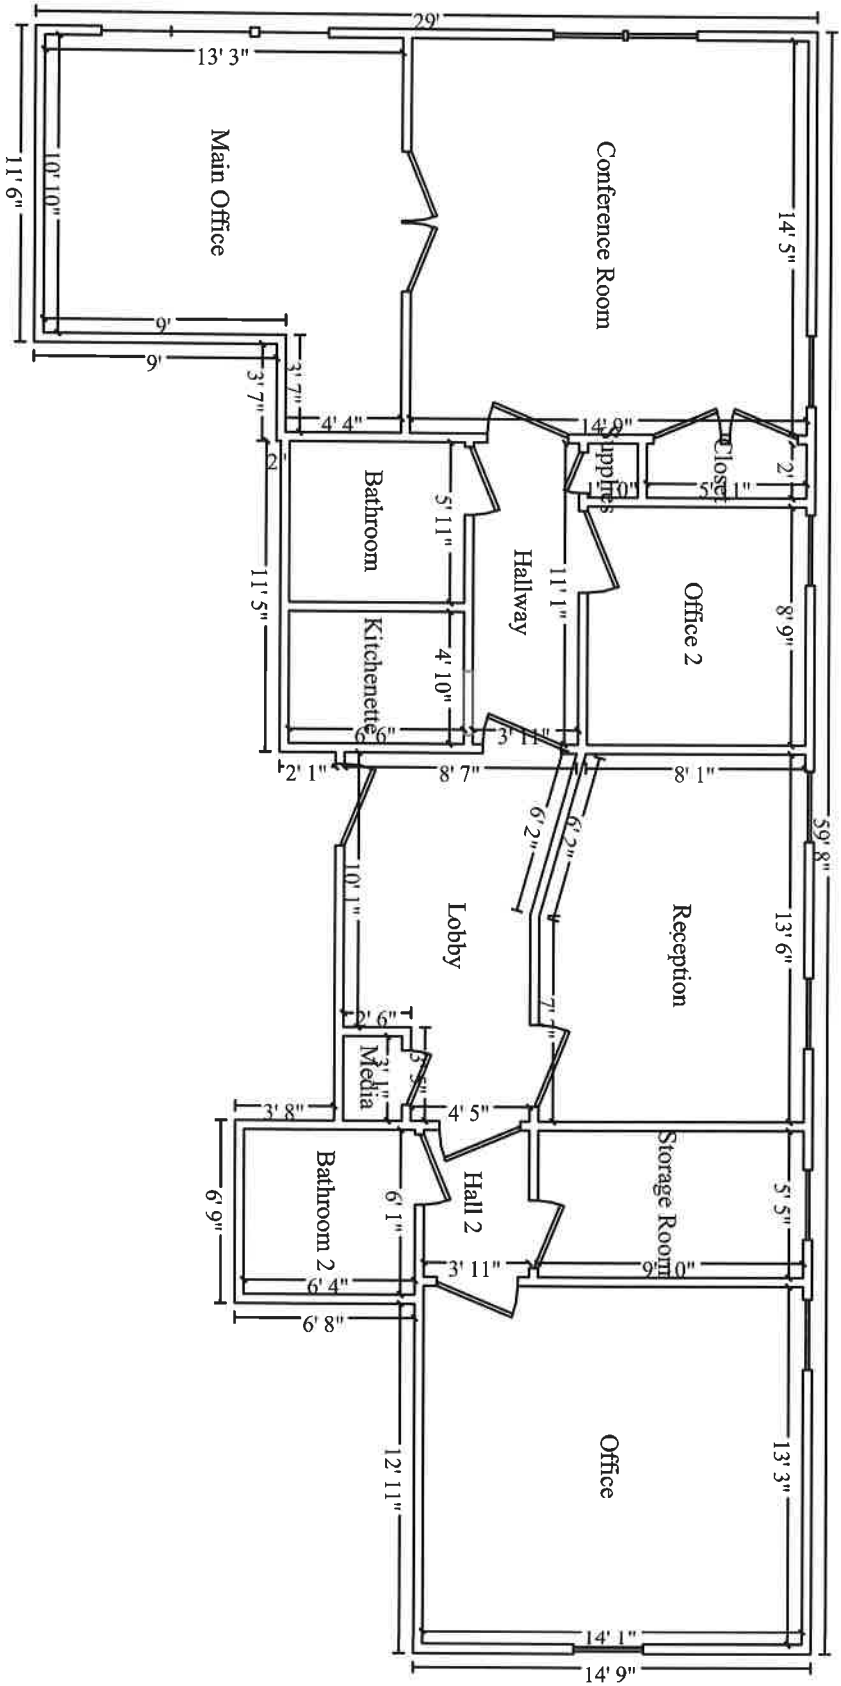 29'
13' 3"
Main Office
10' 10"
11' 6"
Conference Room
14' 5"
9'
9'
3' 7"
3' 7"
4' 4"
14' 9"
Supplies
Closet
2'
2'
1' 10"
Bathroom
5' 11"
Hallway
11' 1"
11' 5"
Office 2
8' 9"
Kitchenette
4' 10"
6' 6"
3' 11"
2' 1"
8' 7"
8' 1"
6' 2"
6' 2"
59' 8"
10' 1"
Lobby
Reception
13' 6"
2' 6"
Media
3' 1"
3' 8"
4' 5"
Bathroom 2
6' 1"
6' 9"
Hall 2
Storage Room
5' 5"
3' 11"
9' 10"
6' 4"
6' 8"
Office
12' 11"
13' 3"
14' 1"
14' 9"